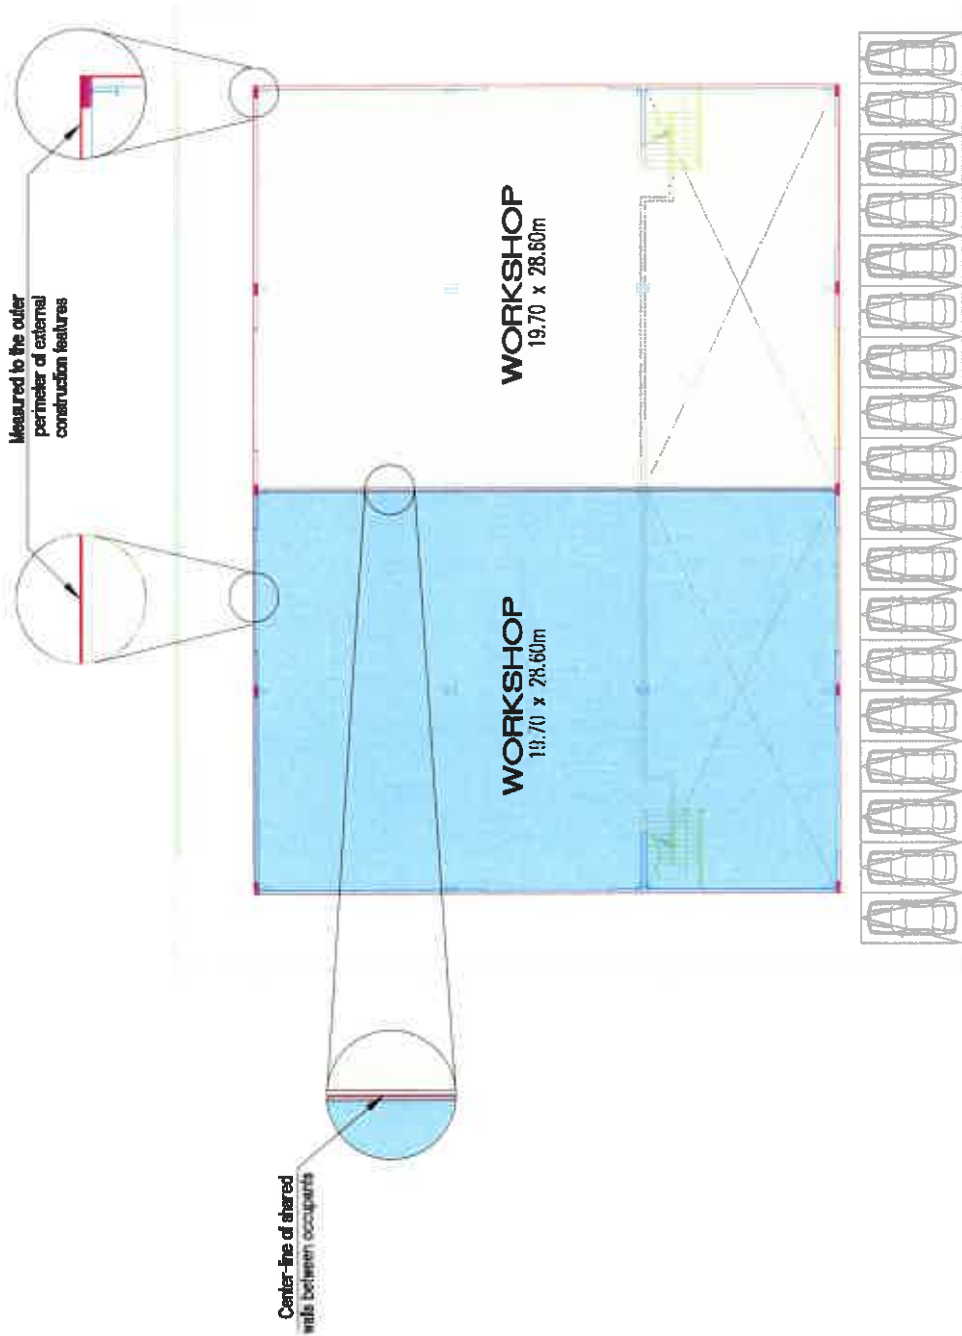 Measured to the outer
perimeter of external
construction features
WORKSHOP
19.70 x 28.60m
WORKSHOP
19.70 x 28.60m
Center-line of shared
walls between occupants